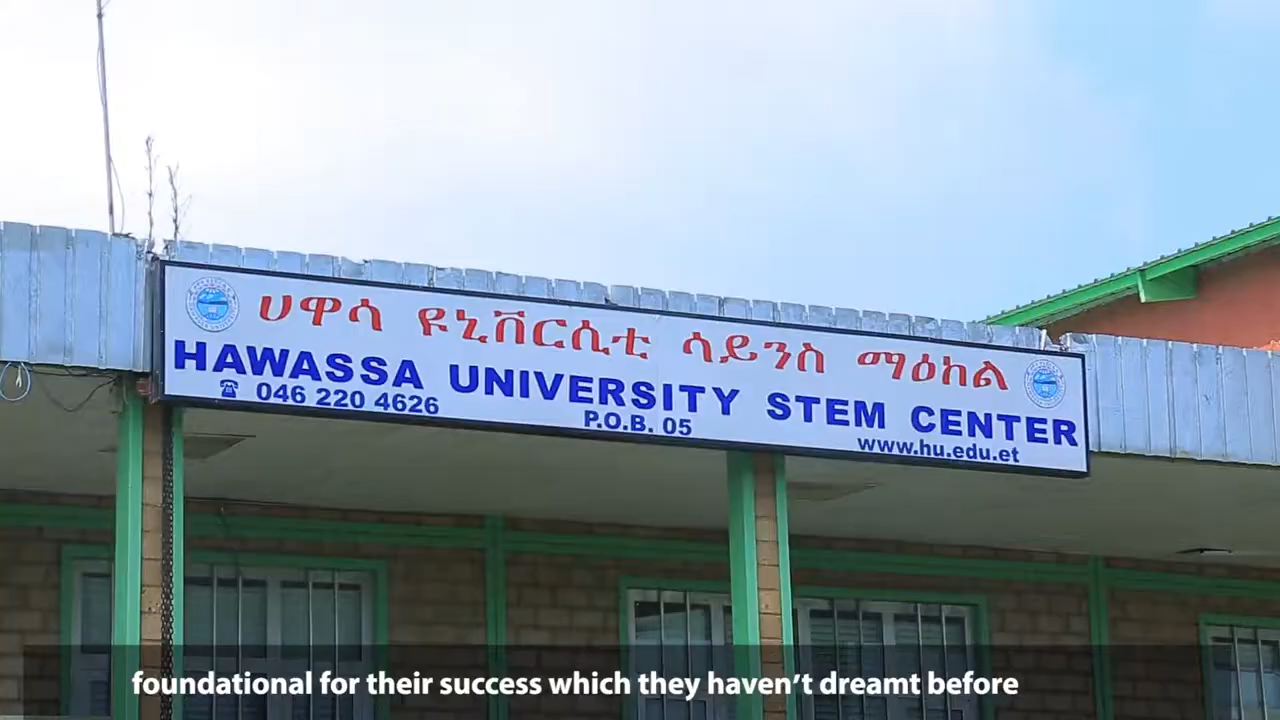 ሀዋሳ ዩኒቨርሲቲ ሳይንስ ማዕከል
HAWASSA UNIVERSITY STEM CENTER
☎ 046 220 4626
P.O.B. 05
www.hu.edu.et
foundational for their success which they haven't dreamt before